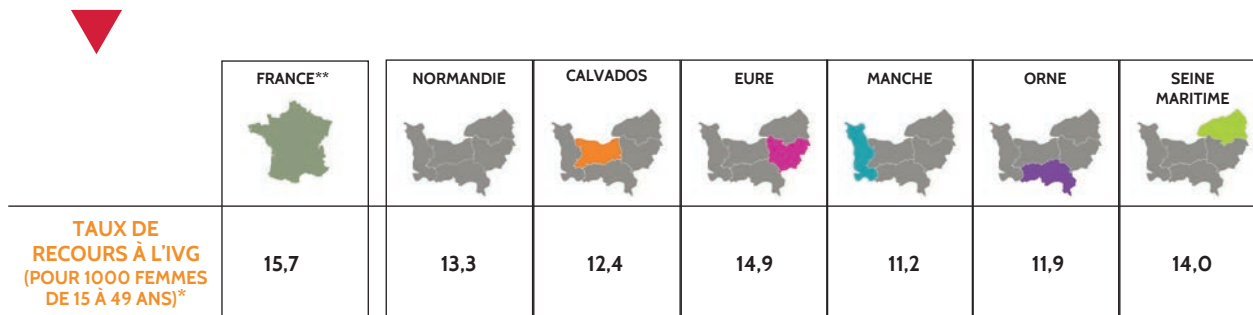 FRANCE**
NORMANDIE
CALVADOS
EURE
MANCHE
ORNE
SEINE
MARITIME
TAUX DE
RECOURS À L'IVG
(POUR 1000 FEMMES
DE 15 À 49 ANS)*
15,7
13,3
12,4
14,9
11,2
11,9
14,0